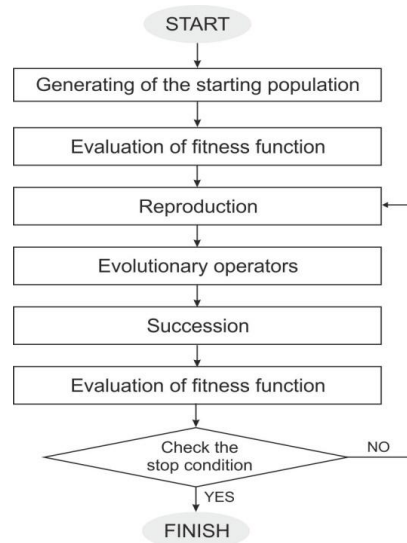 START
Generating of the starting population
Evaluation of fitness function
Reproduction
Evolutionary operators
Succession
Evaluation of fitness function
Check the
stop condition
NO
YES
FINISH